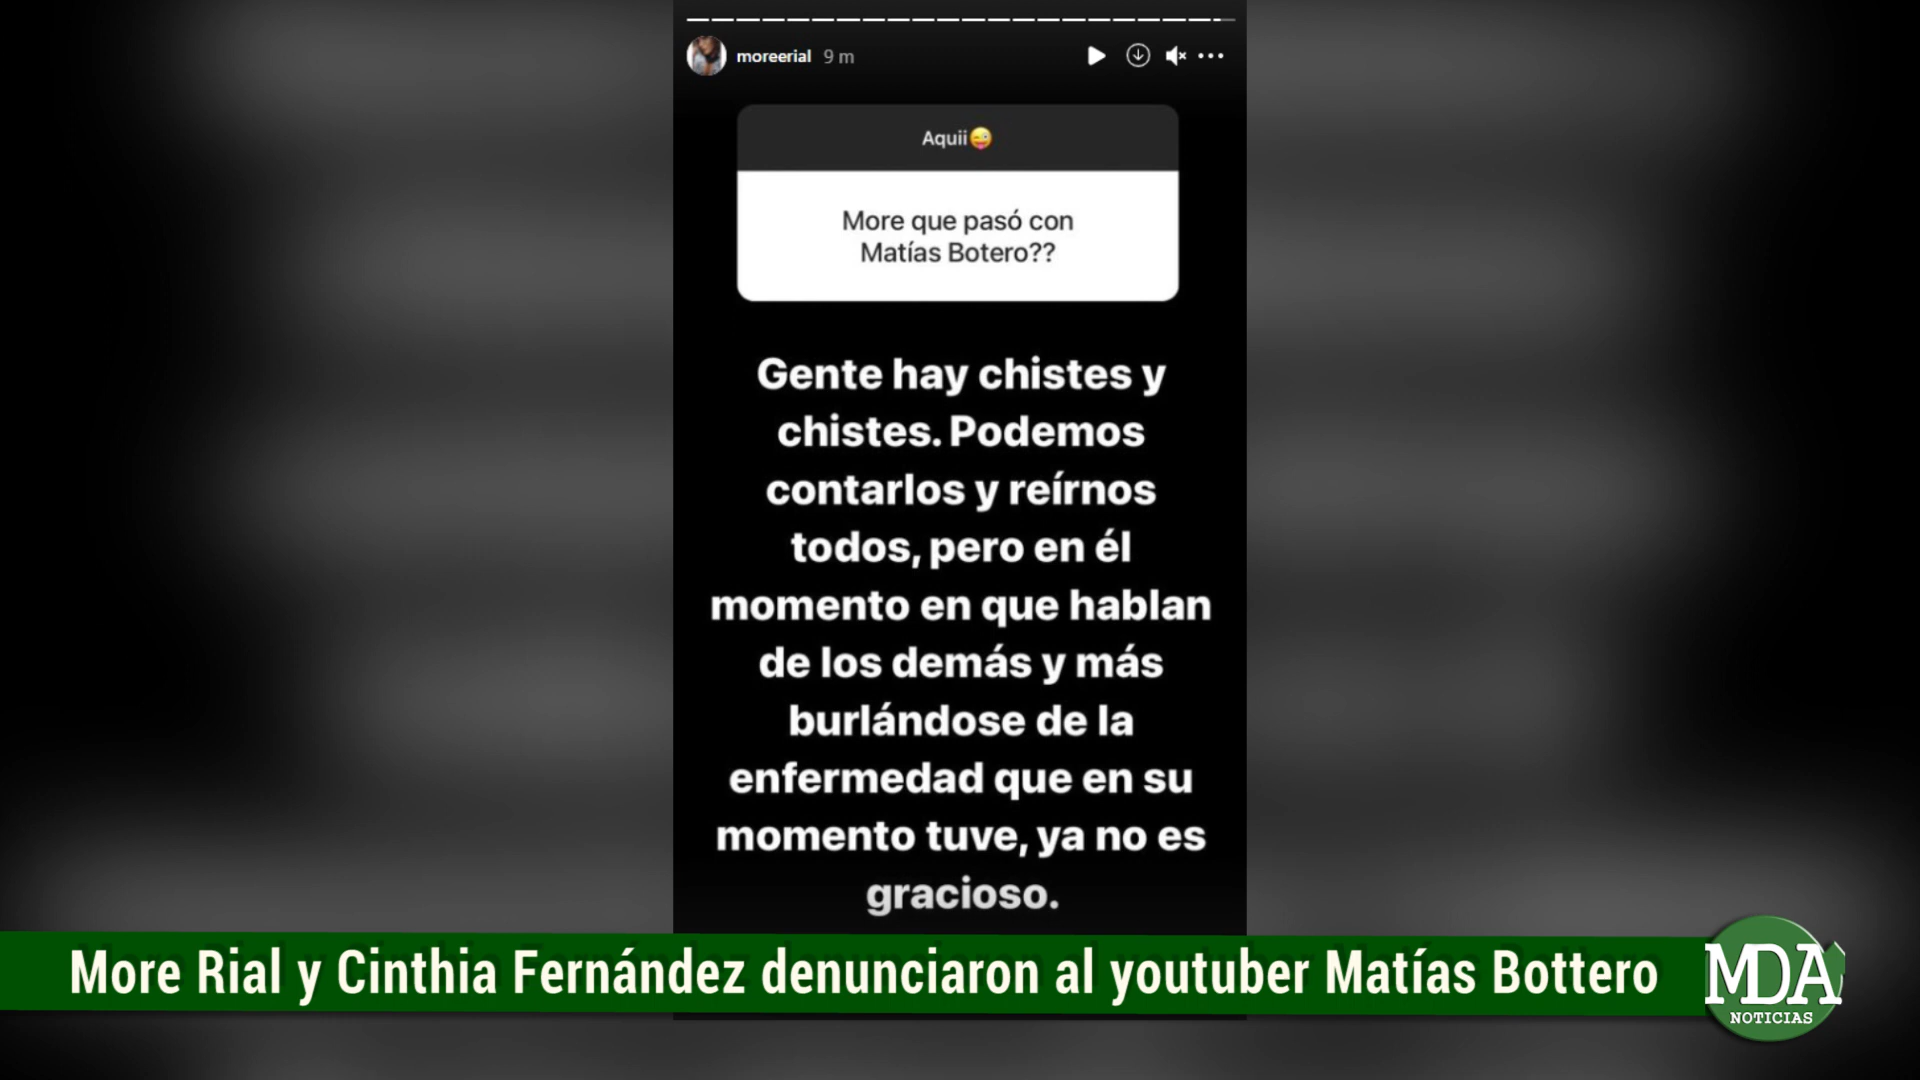 moreerial 9 m
Aquii😜
More que pasó con
Matías Botero??
Gente hay chistes y
chistes. Podemos
contarlos y reírnos
todos, pero en él
momento en que hablan
de los demás y más
burlándose de la
enfermedad que en su
momento tuve, ya no es
gracioso.
More Rial y Cinthia Fernández denunciaron al youtuber Matías Bottero
MDA
NOTICIAS